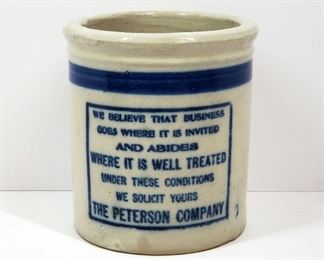 WE BELIEVE THAT BUSINESS
GOES WHERE IT IS INVITED
AND ABIDES
WHERE IT IS WELL TREATED
UNDER THESE CONDITIONS
WE SOLICIT YOURS
THE PETERSON COMPANY